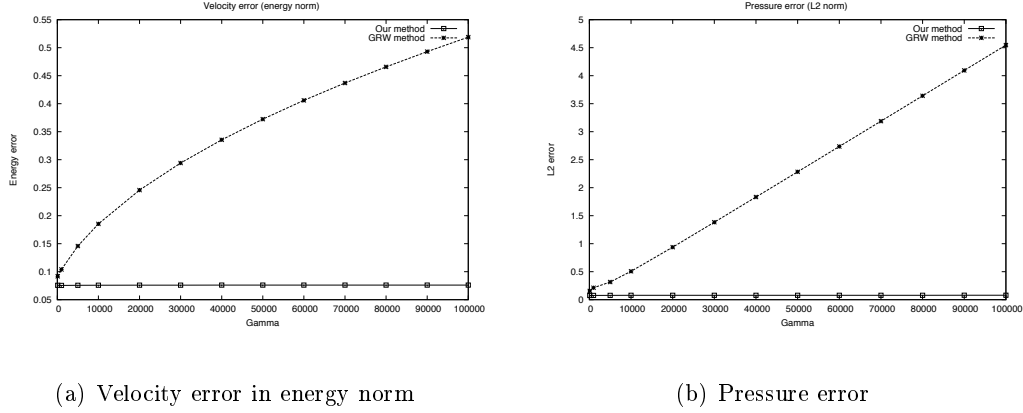 Velocity error (energy norm)
Our method
GRW method
0.55
0.5
0.45
0.4
0.35
0.3
0.25
0.2
0.15
0.1
0.05
Energy error
0 10000 20000 30000 40000 50000 60000 70000 80000 90000 100000
Gamma
(a) Velocity error in energy norm
Pressure error (L2 norm)
Our method
GRW method
5
4.5
4
3.5
3
2.5
2
1.5
1
0.5
0
L2 error
0 10000 20000 30000 40000 50000 60000 70000 80000 90000 100000
Gamma
(b) Pressure error